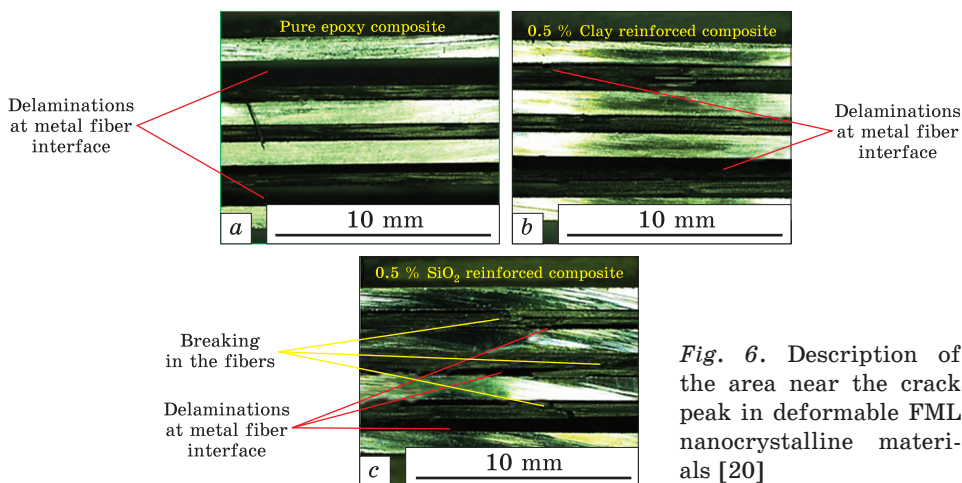 Pure epoxy composite
0.5 % Clay reinforced composite
Delaminations
at metal fiber
interface
Delaminations
at metal fiber
interface
a
10 mm
b
10 mm
0.5 % SiO₂ reinforced composite
Breaking
in the fibers
Delaminations
at metal fiber
interface
c
10 mm
Fig. 6. Description of
the area near the crack
peak in deformable FML
nanocrystalline materi-
als [20]